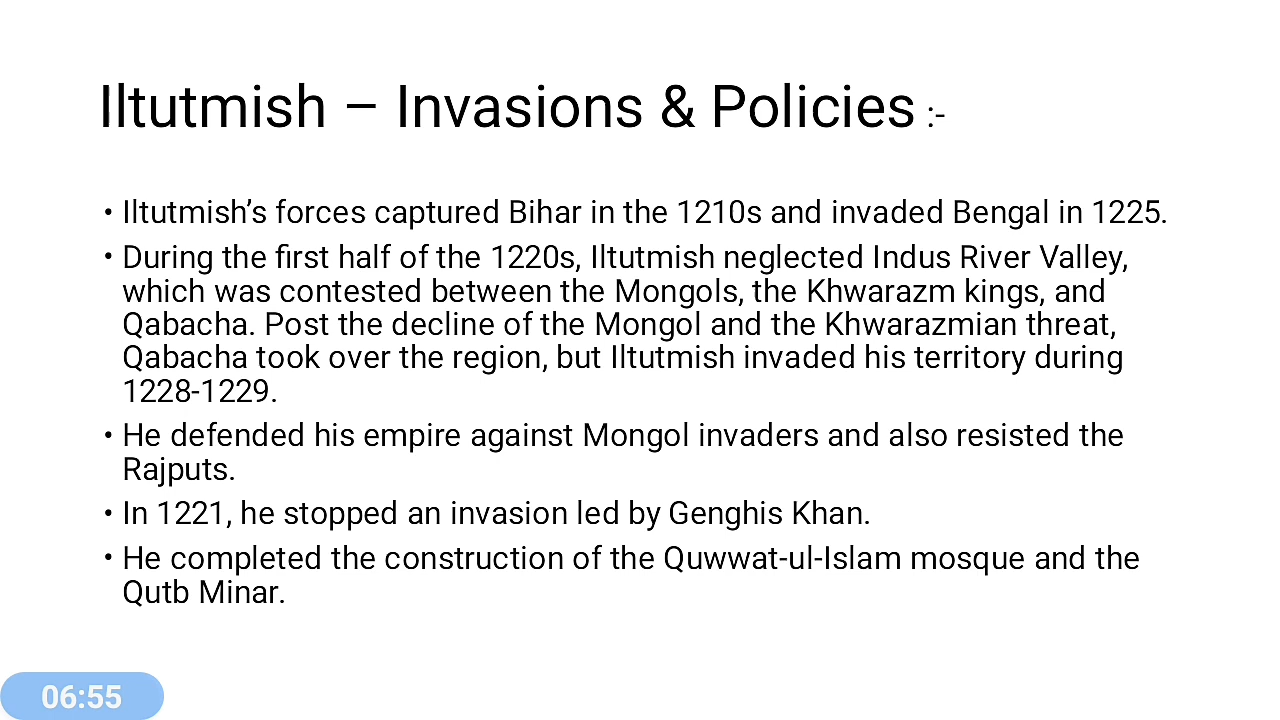 Iltutmish – Invasions & Policies :-
• Iltutmish’s forces captured Bihar in the 1210s and invaded Bengal in 1225.
• During the first half of the 1220s, Iltutmish neglected Indus River Valley,
which was contested between the Mongols, the Khwarazm kings, and
Qabacha. Post the decline of the Mongol and the Khwarazmian threat,
Qabacha took over the region, but Iltutmish invaded his territory during
1228-1229.
• He defended his empire against Mongol invaders and also resisted the
Rajputs.
• In 1221, he stopped an invasion led by Genghis Khan.
• He completed the construction of the Quwwat-ul-Islam mosque and the
Qutb Minar.
06:55